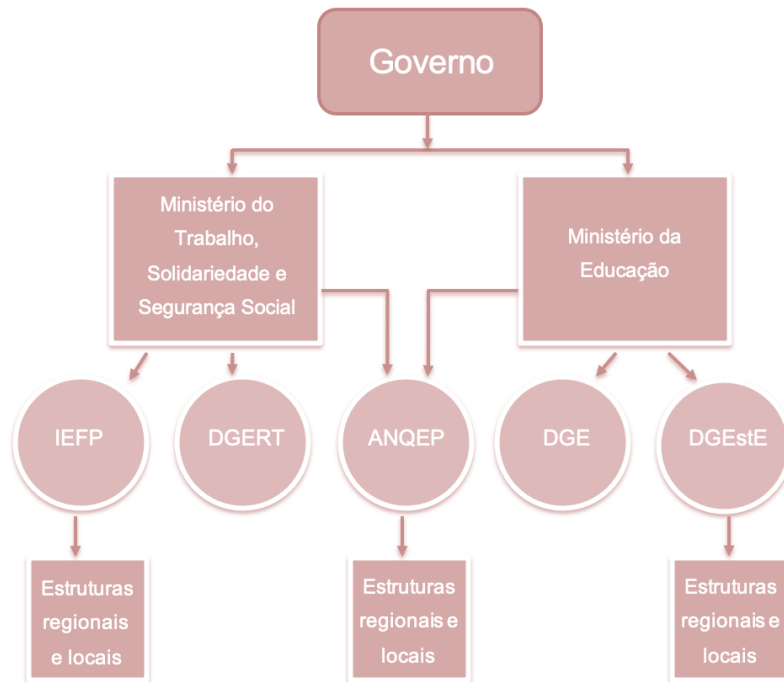 Governo
Ministério do
Trabalho,
Solidariedade e
Segurança Social
Ministério da
Educação
IEFP
DGERT
ANQEP
DGE
DGEstE
Estruturas
regionais
e locais
Estruturas
regionais e
locais
Estruturas
regionais e
locais